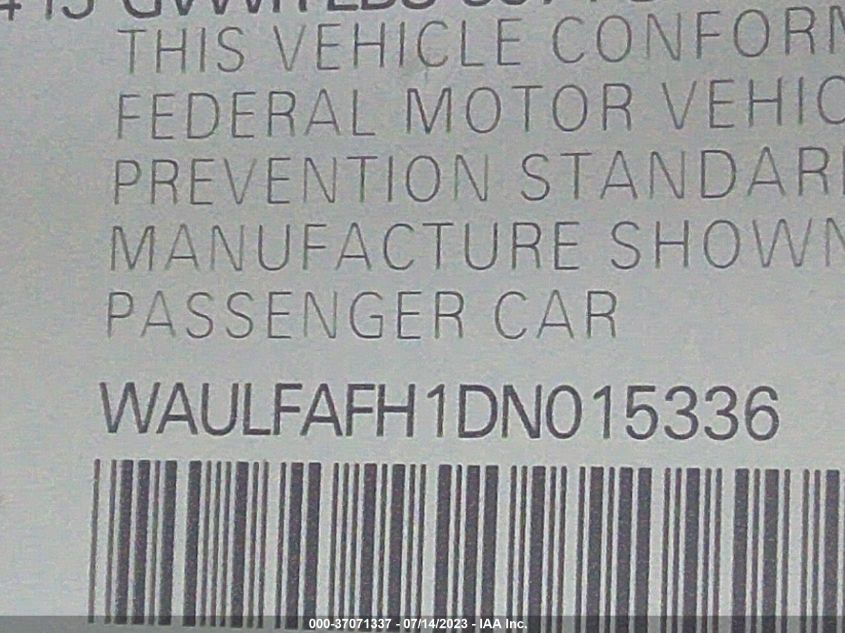 THIS VEHICLE CONFORM
FEDERAL MOTOR VEHIC
PREVENTION STANDAR
MANUFACTURE SHOWN
PASSENGER CAR
WAULFAFH1DN015336
000-37071337 - 07/14/2023 - IAA Inc.